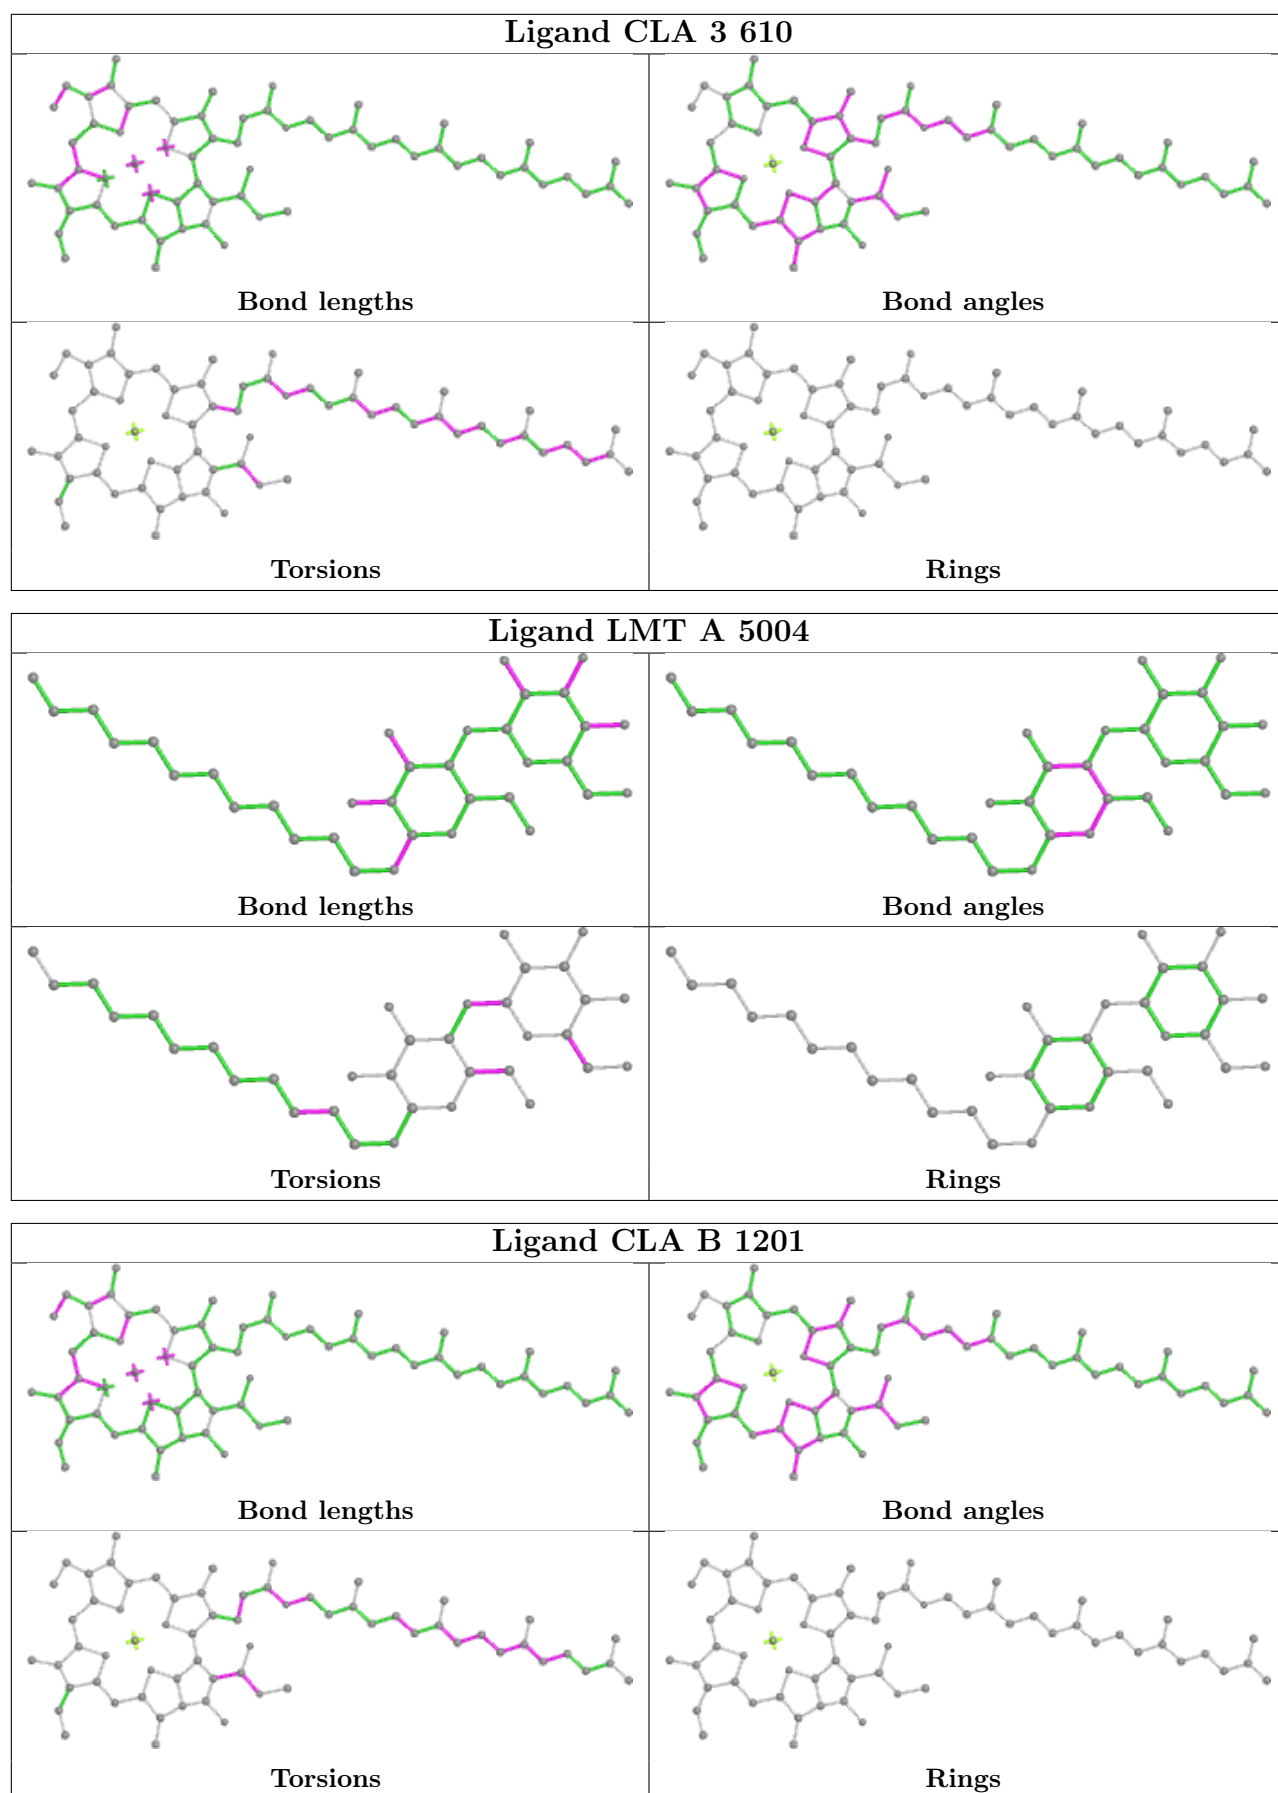 Ligand CLA 3 610
Bond lengths
Bond angles
Torsions
Rings
Ligand LMT A 5004
Bond lengths
Bond angles
Torsions
Rings
Ligand CLA B 1201
Bond lengths
Bond angles
Torsions
Rings